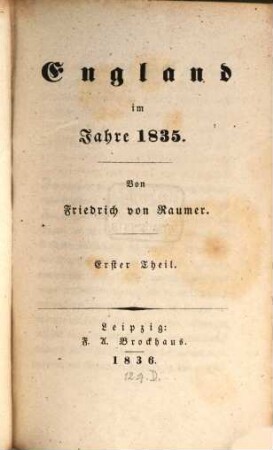 England
im
Jahre 1835.
Von
Friedrich von Raumer.
Erster Theil.
Leipzig:
F. A. Brockhaus.
1836.